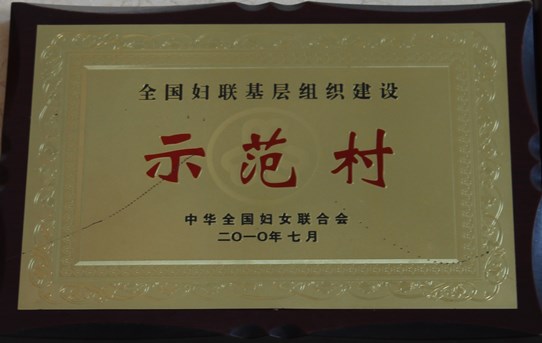 全国妇联基层组织建设
示范村
中华全国妇女联合会
二〇一〇年七月